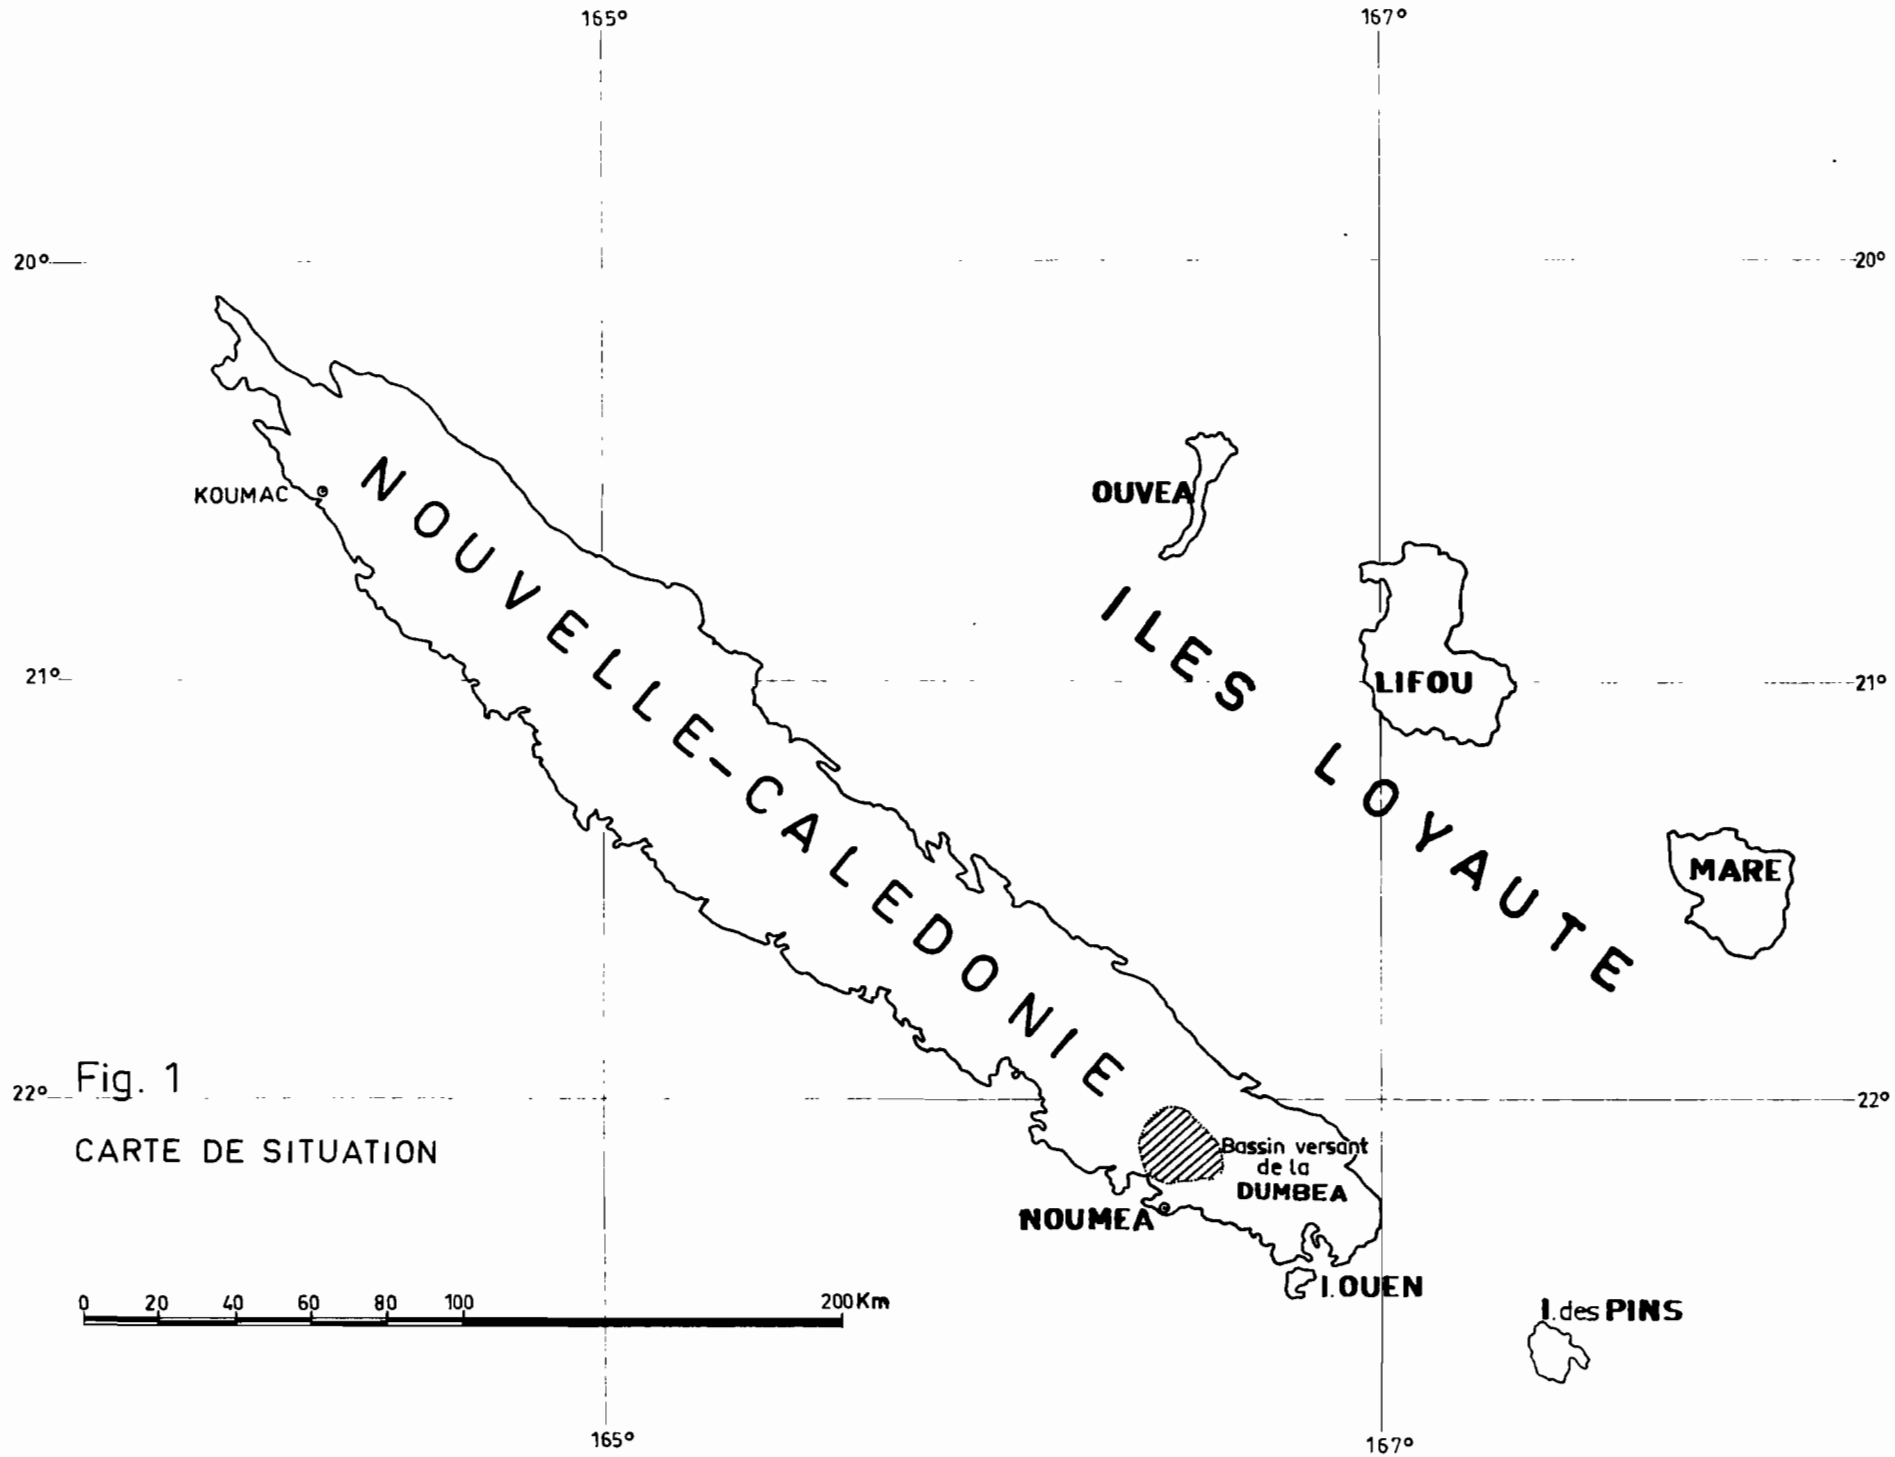 165° 167°
20° 20°
KOUMAC
OUVEA
NOUVELLE-CALEDONIE
ILES LOYAUTE
21° 21°
LIFOU
MARE
Fig. 1
22° 22°
CARTE DE SITUATION
Bassin versant
de la
DUMBEA
NOUMEA
I.OUEN
0 20 40 60 80 100 200Km
I.des PINS
165° 167°